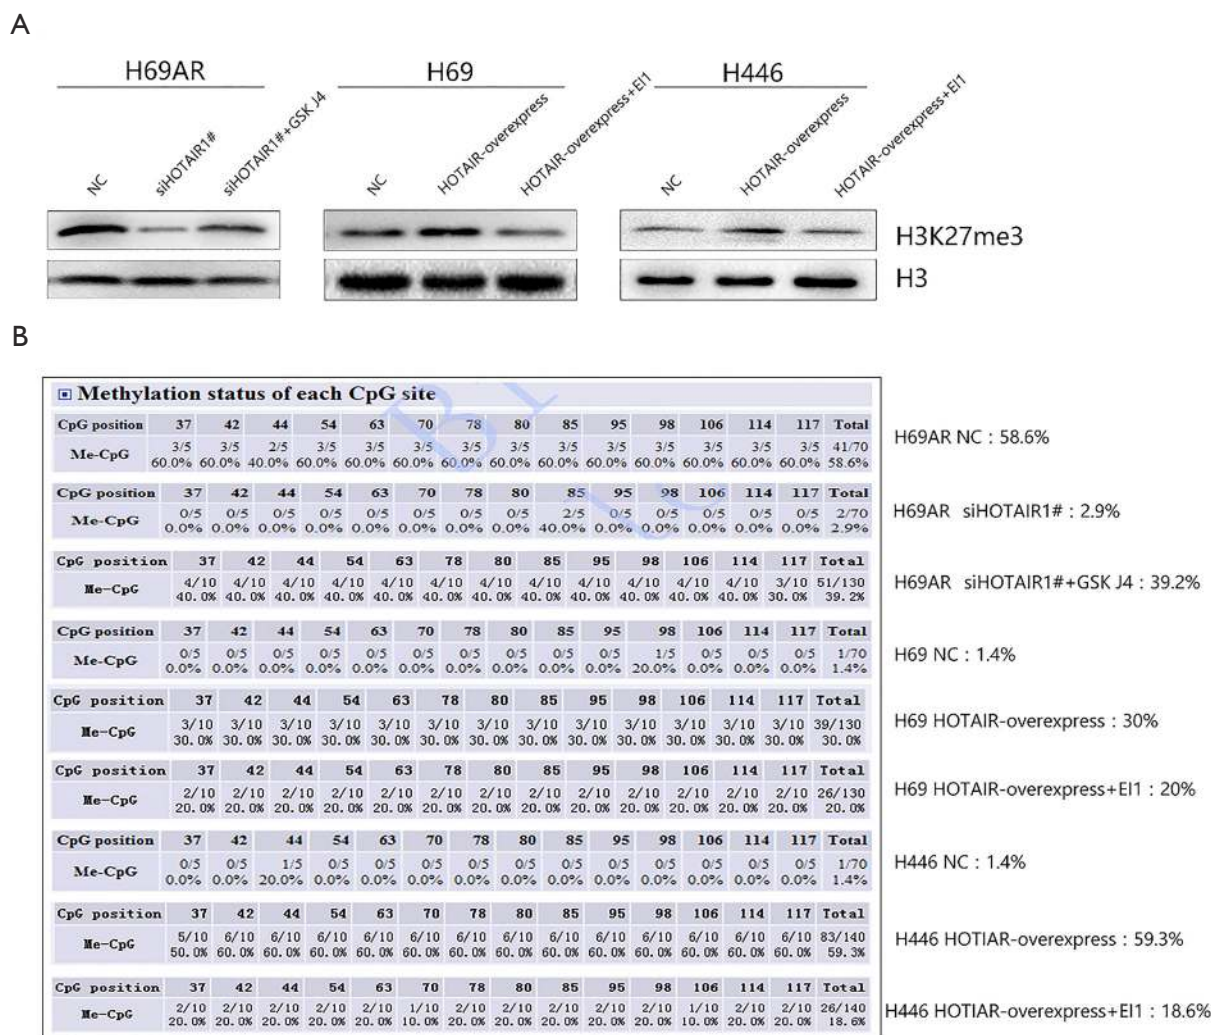 A
H69AR
H69
H446
NC
siHOTAIR1#
siHOTAIR1#+GSK J4
NC
HOTAIR-overexpress
HOTAIR-overexpress+EI1
NC
HOTAIR-overexpress
HOTAIR-overexpress+EI1
H3K27me3
H3
B
Methylation status of each CpG site
CpG position 37 42 44 54 63 70 78 80 85 95 98 106 114 117 Total
Me-CpG
3/5 3/5 2/5 3/5 3/5 3/5 3/5 3/5 3/5 3/5 3/5 3/5 3/5 3/5 41/70
60.0% 60.0% 40.0% 60.0% 60.0% 60.0% 60.0% 60.0% 60.0% 60.0% 60.0% 60.0% 60.0% 60.0% 58.6%
H69AR NC : 58.6%
CpG position 37 42 44 54 63 70 78 80 85 95 98 106 114 117 Total
Me-CpG
0/5 0/5 0/5 0/5 0/5 0/5 0/5 0/5 2/5 0/5 0/5 0/5 0/5 0/5 2/70
0.0% 0.0% 0.0% 0.0% 0.0% 0.0% 0.0% 0.0% 40.0% 0.0% 0.0% 0.0% 0.0% 0.0% 2.9%
H69AR siHOTAIR1# : 2.9%
CpG position 37 42 44 54 63 78 80 85 95 98 106 114 117 Total
Me-CpG
4/10 4/10 4/10 4/10 4/10 4/10 4/10 4/10 4/10 4/10 4/10 4/10 3/10 51/130
40.0% 40.0% 40.0% 40.0% 40.0% 40.0% 40.0% 40.0% 40.0% 40.0% 40.0% 40.0% 30.0% 39.2%
H69AR siHOTAIR1#+GSK J4 : 39.2%
CpG position 37 42 44 54 63 70 78 80 85 95 98 106 114 117 Total
Me-CpG
0/5 0/5 0/5 0/5 0/5 0/5 0/5 0/5 0/5 0/5 1/5 0/5 0/5 0/5 1/70
0.0% 0.0% 0.0% 0.0% 0.0% 0.0% 0.0% 0.0% 0.0% 0.0% 20.0% 0.0% 0.0% 0.0% 1.4%
H69 NC : 1.4%
CpG position 37 42 44 54 63 78 80 85 95 98 106 114 117 Total
Me-CpG
3/10 3/10 3/10 3/10 3/10 3/10 3/10 3/10 3/10 3/10 3/10 3/10 3/10 39/130
30.0% 30.0% 30.0% 30.0% 30.0% 30.0% 30.0% 30.0% 30.0% 30.0% 30.0% 30.0% 30.0% 30.0%
H69 HOTAIR-overexpress : 30%
CpG position 37 42 44 54 63 78 80 85 95 98 106 114 117 Total
Me-CpG
2/10 2/10 2/10 2/10 2/10 2/10 2/10 2/10 2/10 2/10 2/10 2/10 2/10 26/130
20.0% 20.0% 20.0% 20.0% 20.0% 20.0% 20.0% 20.0% 20.0% 20.0% 20.0% 20.0% 20.0% 20.0%
H69 HOTAIR-overexpress+EI1 : 20%
CpG position 37 42 44 54 63 70 78 80 85 95 98 106 114 117 Total
Me-CpG
0/5 0/5 1/5 0/5 0/5 0/5 0/5 0/5 0/5 0/5 0/5 0/5 0/5 0/5 1/70
0.0% 0.0% 20.0% 0.0% 0.0% 0.0% 0.0% 0.0% 0.0% 0.0% 0.0% 0.0% 0.0% 0.0% 1.4%
H446 NC : 1.4%
CpG position 37 42 44 54 63 70 78 80 85 95 98 106 114 117 Total
Me-CpG
5/10 6/10 6/10 6/10 6/10 6/10 6/10 6/10 6/10 6/10 6/10 6/10 6/10 6/10 83/140
50.0% 60.0% 60.0% 60.0% 60.0% 60.0% 60.0% 60.0% 60.0% 60.0% 60.0% 60.0% 60.0% 60.0% 59.3%
H446 HOTIAR-overexpress : 59.3%
CpG position 37 42 44 54 63 70 78 80 85 95 98 106 114 117 Total
Me-CpG
2/10 2/10 2/10 2/10 2/10 1/10 2/10 2/10 2/10 2/10 2/10 1/10 2/10 2/10 26/140
20.0% 20.0% 20.0% 20.0% 20.0% 10.0% 20.0% 20.0% 20.0% 20.0% 20.0% 10.0% 20.0% 20.0% 18.6%
H446 HOTIAR-overexpress+EI1 : 18.6%